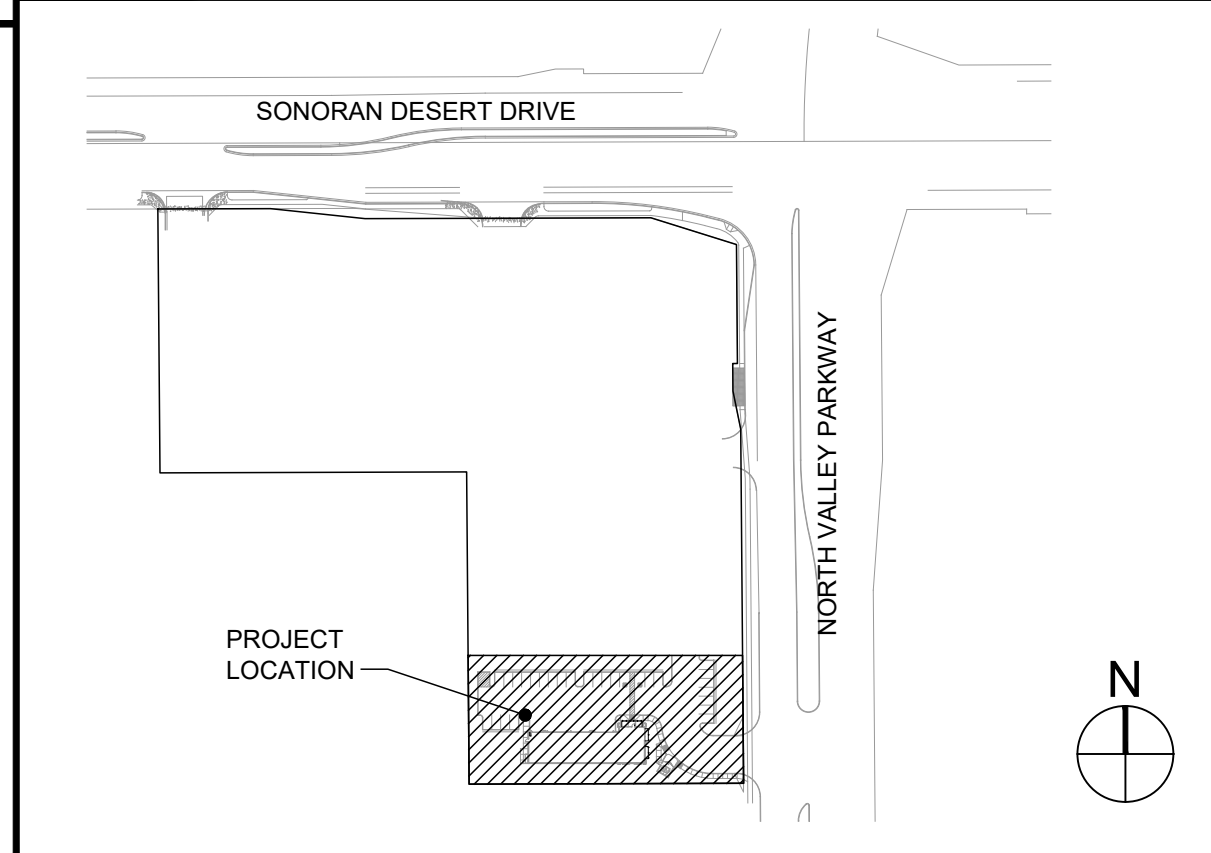 SONORAN DESERT DRIVE
NORTH VALLEY PARKWAY
PROJECT
LOCATION
N